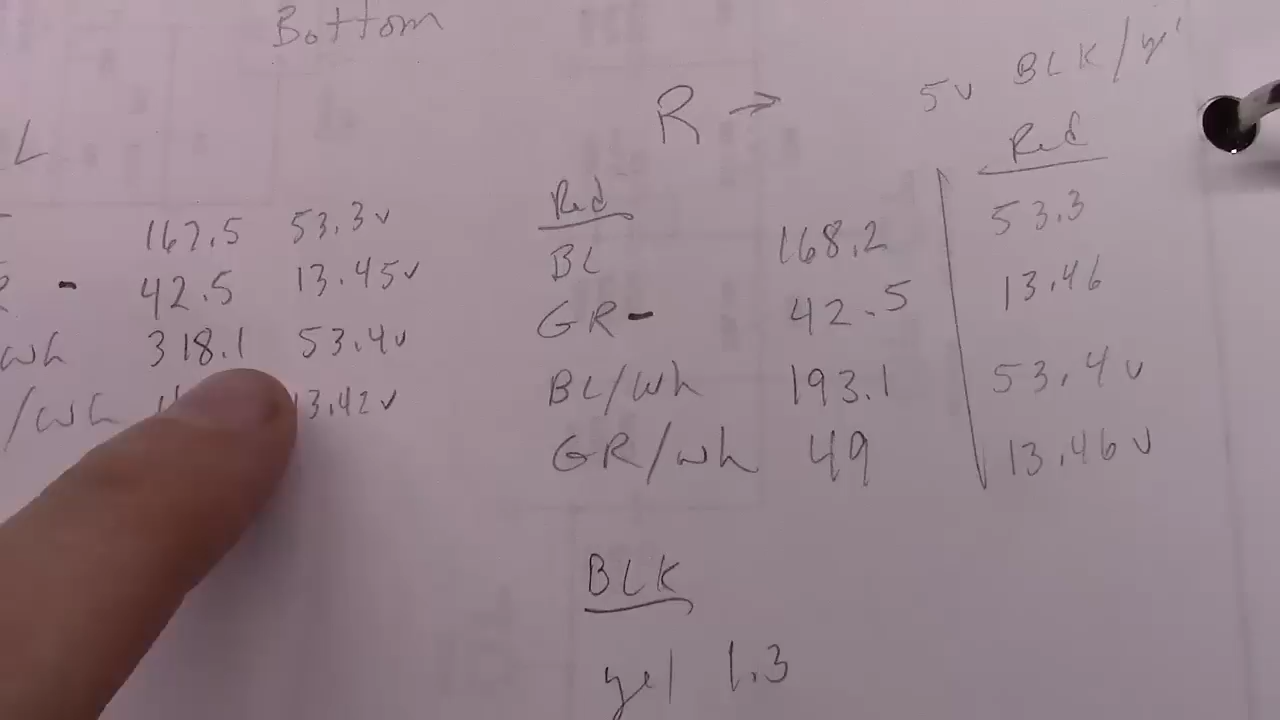 Bottom
L
167.5 53.3v
- 42.5 13.45v
wh 318.1 53.4v
/wh 3.42v
R →
5v BLK/
Red
BL 168.2
GR- 42.5
BL/wh 193.1
GR/wh 49
Red
53.3
13.46
53.4v
13.46v
BLK
yel 1.3